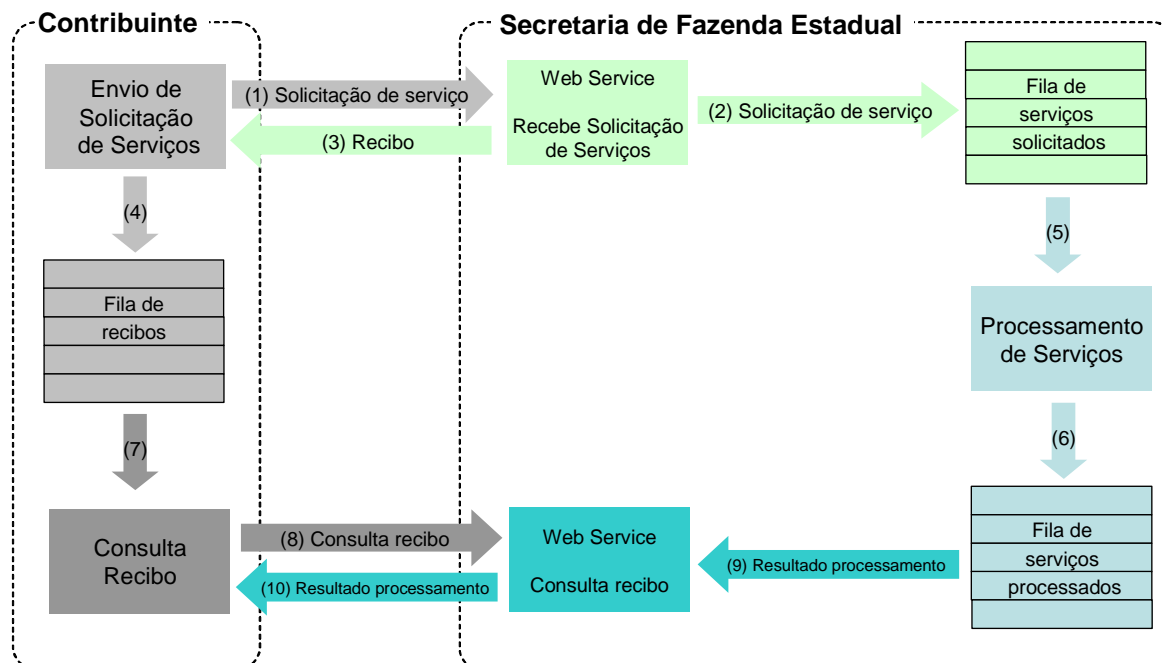 Contribuinte
Secretaria de Fazenda Estadual
Envio de
Solicitação
de Serviços
(1) Solicitação de serviço
(3) Recibo
Web Service
Recebe Solicitação
de Serviços
(2) Solicitação de serviço
Fila de
serviços
solicitados
(4)
(5)
Fila de
recibos
Processamento
de Serviços
(7)
(6)
Consulta
Recibo
(8) Consulta recibo
(10) Resultado processamento
Web Service
Consulta recibo
(9) Resultado processamento
Fila de
serviços
processados